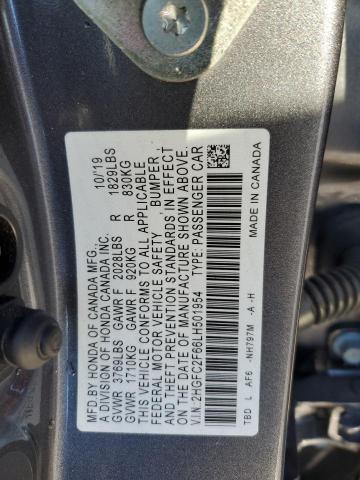 MFD.BY HONDA OF CANADA MFG., 10/'19
A DIVISION OF HONDA CANADA INC.
GVWR 3769LBS GAWR F 2028LBS R 1829LBS
GVWR 1710KG GAWR F 920KG R 830KG
THIS VEHICLE CONFORMS TO ALL APPLICABLE
FEDERAL MOTOR VEHICLE SAFETY, BUMPER,
AND THEFT PREVENTION STANDARDS IN EFFECT
ON THE DATE OF MANUFACTURE SHOWN ABOVE.
V.I.N.:2HGFC2F66LH501954 TYPE: PASSENGER CAR
TBD L AF6 -NH797M -A -H MADE IN CANADA